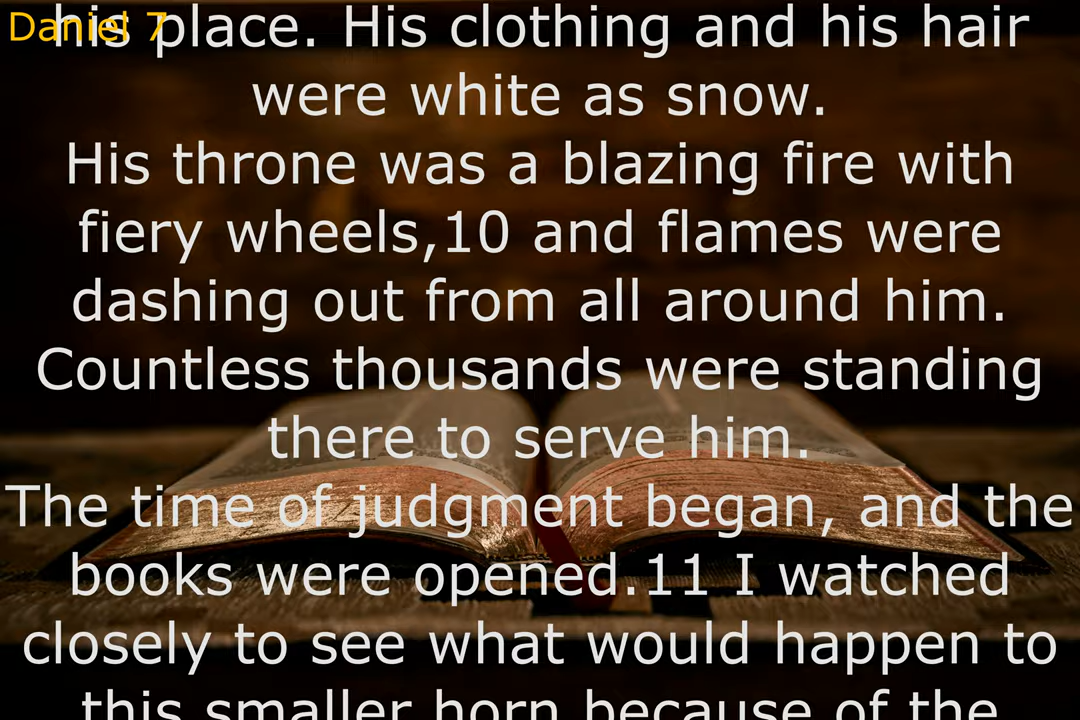 Daniel 7
his place. His clothing and his hair
were white as snow.
His throne was a blazing fire with
fiery wheels,10 and flames were
dashing out from all around him.
Countless thousands were standing
there to serve him.
The time of judgment began, and the
books were opened.11 I watched
closely to see what would happen to
this smaller horn because of the